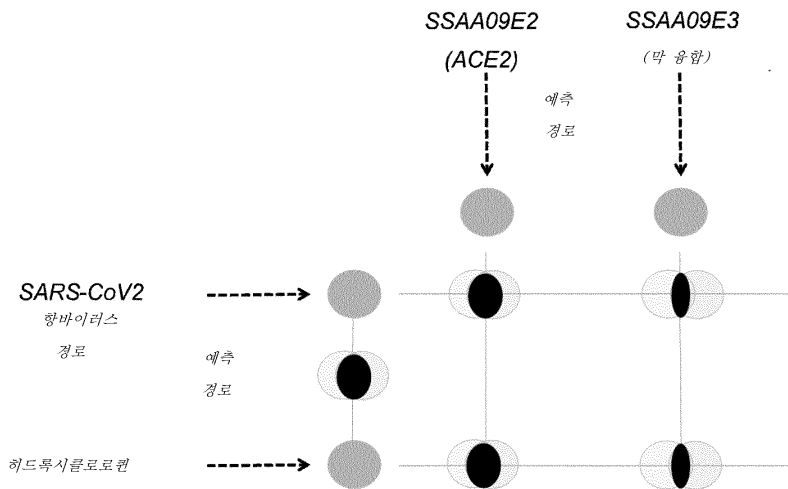 SSAA09E2
(ACE2)
SSAA09E3
(막 융합)
예측
경로
SARS-CoV2
항바이러스
경로
예측
경로
히드록시클로로퀸